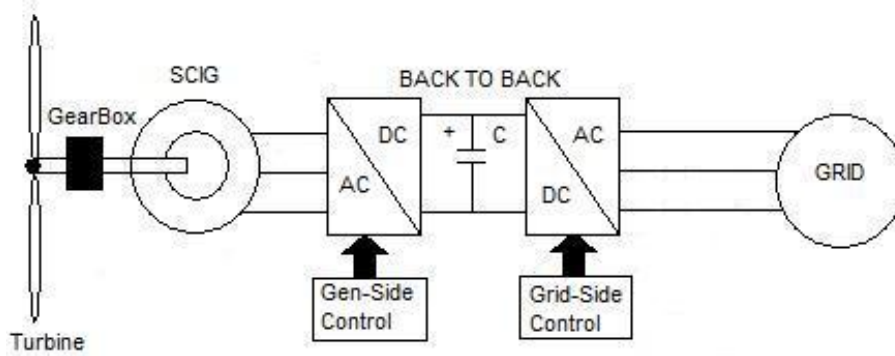 SCIG
BACK TO BACK
GearBox
DC
+ C
AC
AC
DC
GRID
Gen-Side
Control
Grid-Side
Control
Turbine